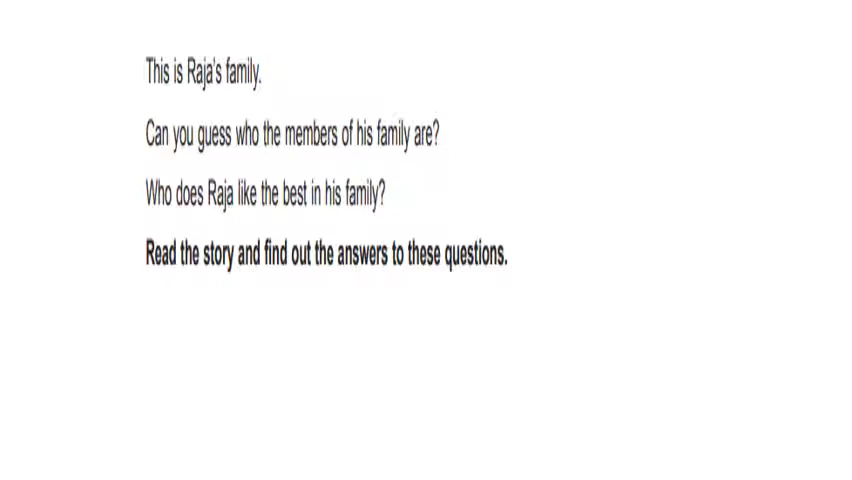 This is Raja's family.
Can you guess who the members of his family are?
Who does Raja like the best in his family?
Read the story and find out the answers to these questions.